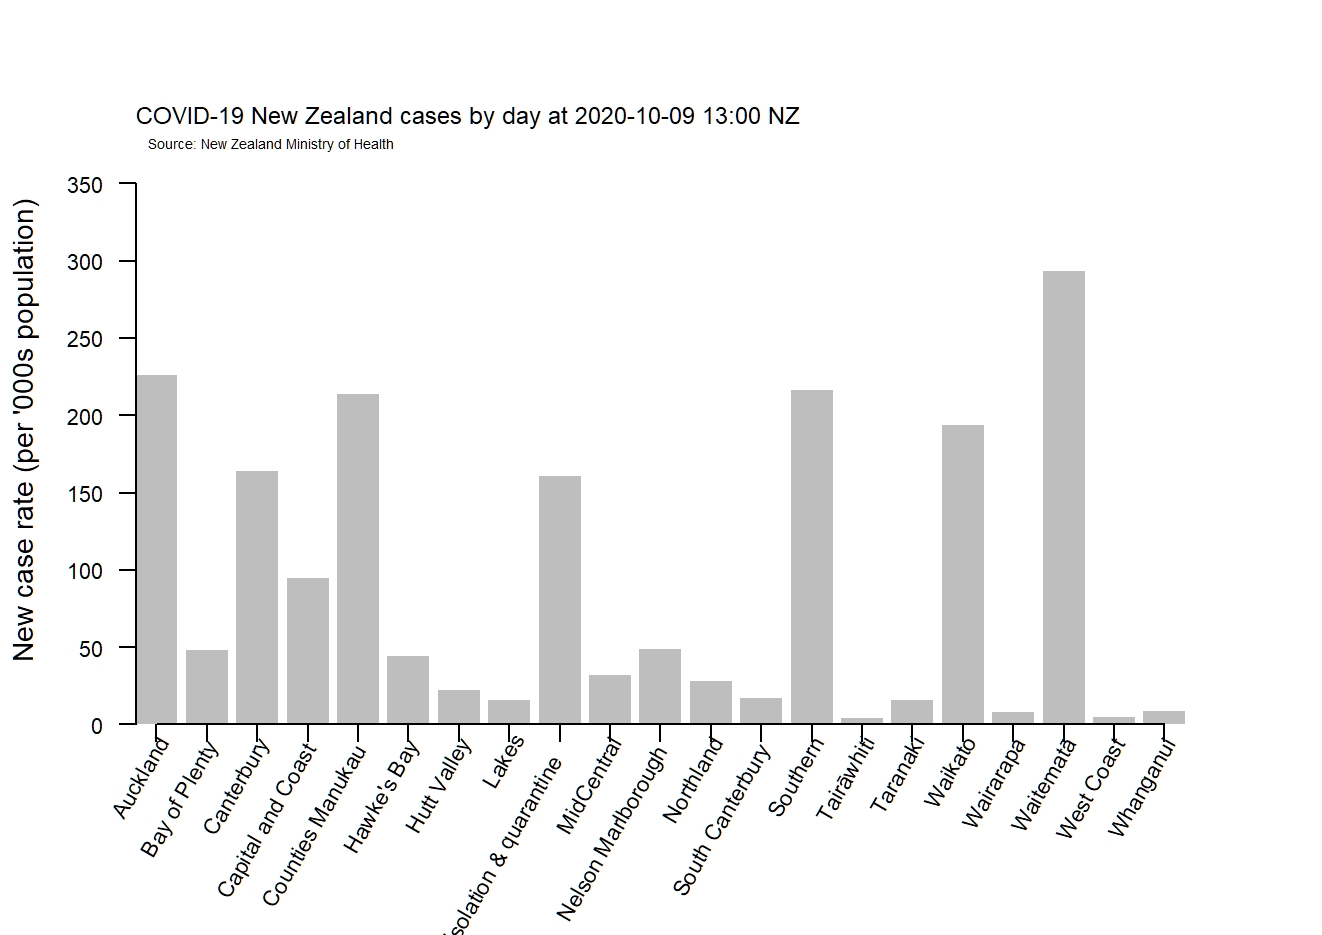 COVID-19 New Zealand cases by day at 2020-10-09 13:00 NZ
Source: New Zealand Ministry of Health
New case rate (per '000s population)
350
300
250
200
150
100
50
0
Auckland
Bay of Plenty
Canterbury
Capital and Coast
Counties Manukau
Hawke's Bay
Hutt Valley
Lakes
isolation & quarantine
MidCentral
Nelson Marlborough
Northland
South Canterbury
Southern
Tairāwhiti
Taranaki
Waikato
Wairarapa
Waitematā
West Coast
Whanganui